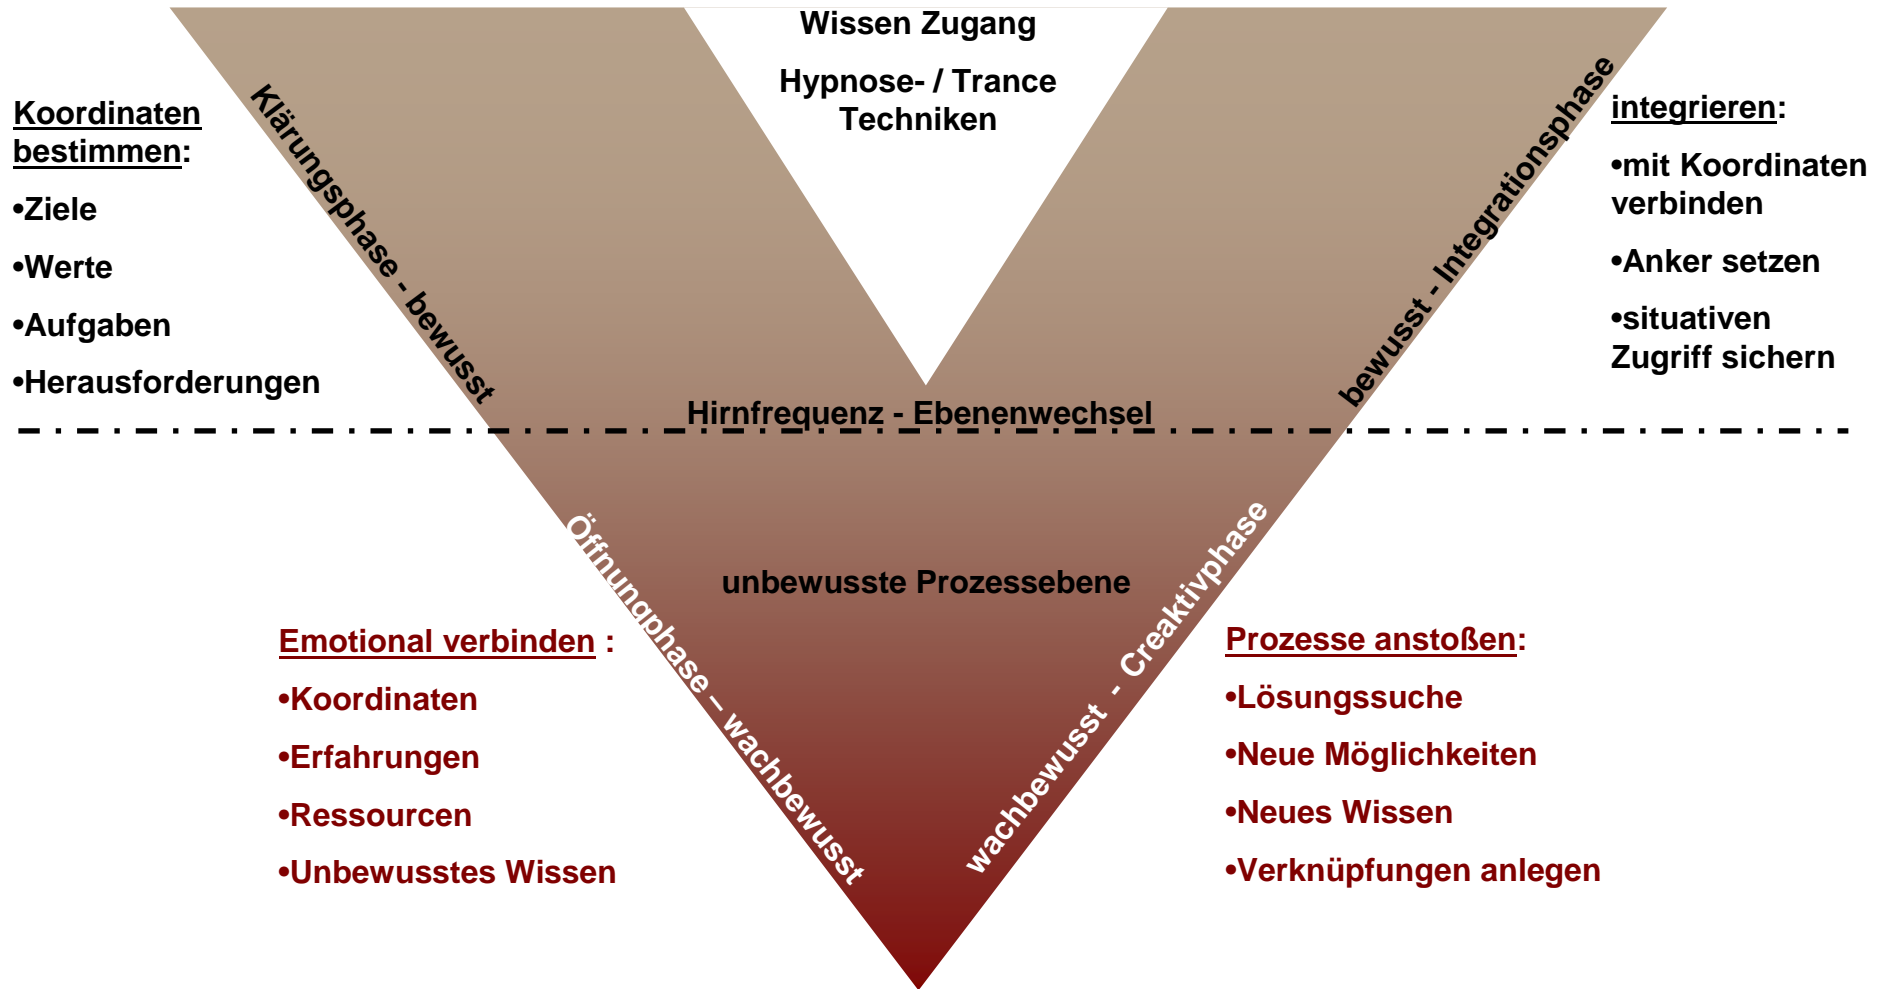 Wissen Zugang
Hypnose- / Trance
Techniken
Koordinaten
bestimmen:
•Ziele
•Werte
•Aufgaben
•Herausforderungen
Klärungsphase - bewusst
bewusst - Integrationsphase
integrieren:
•mit Koordinaten
verbinden
•Anker setzen
•situativen
Zugriff sichern
Hirnfrequenz - Ebenenwechsel
unbewusste Prozessebene
Öffnungphase – wachbewusst
wachbewusst - Creaktivphase
Emotional verbinden :
•Koordinaten
•Erfahrungen
•Ressourcen
•Unbewusstes Wissen
Prozesse anstoßen:
•Lösungssuche
•Neue Möglichkeiten
•Neues Wissen
•Verknüpfungen anlegen